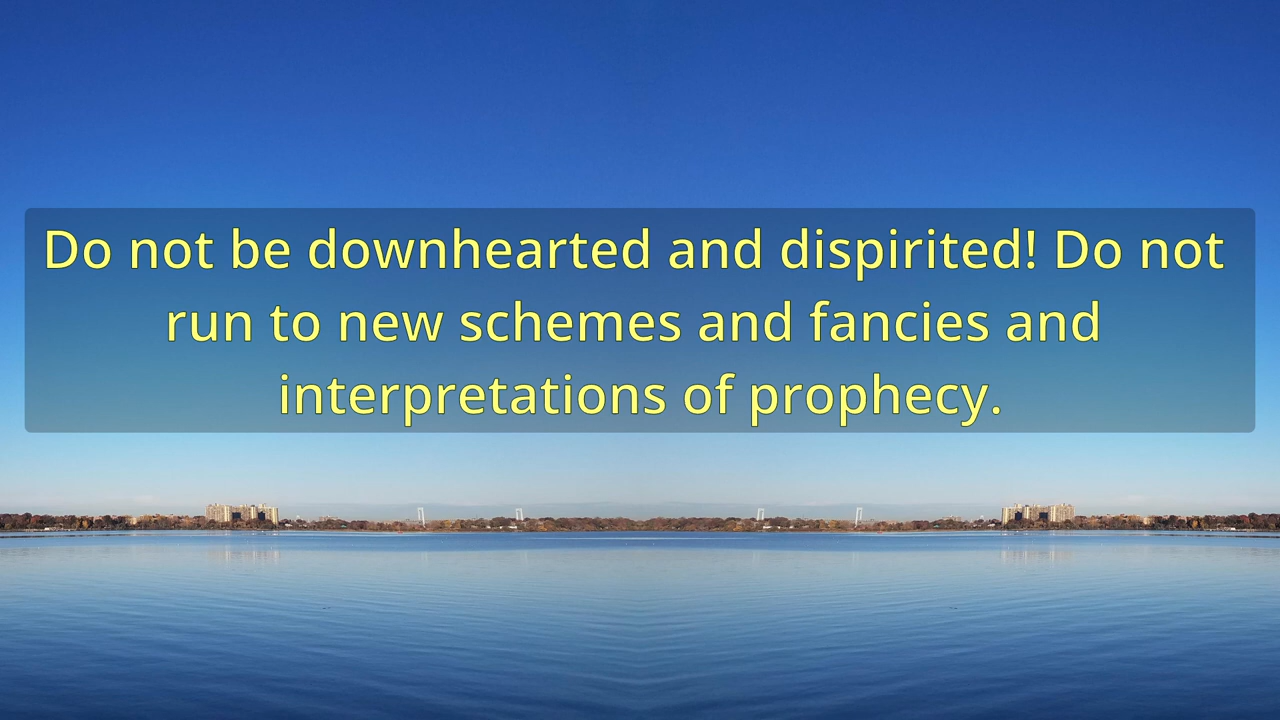 Do not be downhearted and dispirited! Do not
run to new schemes and fancies and
interpretations of prophecy.